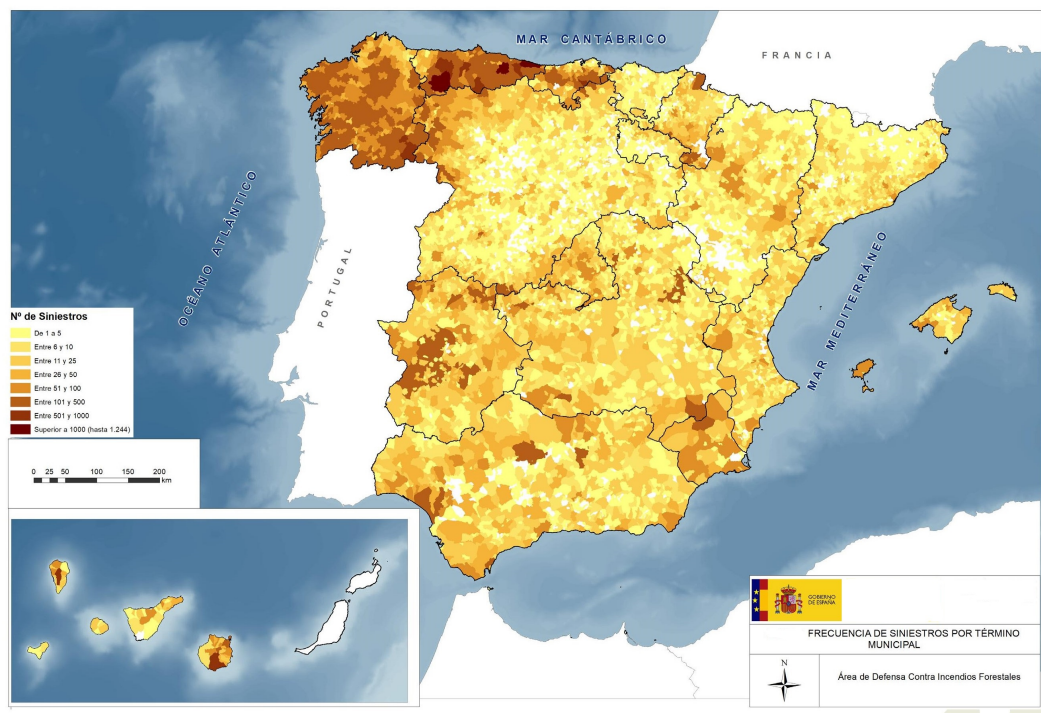 MAR CANTÁBRICO
FRANCIA
OCÉANO ATLÁNTICO
PORTUGAL
MAR MEDITERRÁNEO
Nº de Siniestros
De 1 a 5
Entre 6 y 10
Entre 11 y 25
Entre 26 y 50
Entre 51 y 100
Entre 101 y 500
Entre 501 y 1000
Superior a 1000 (hasta 1.244)
0 25 50 100 150 200
km
GOBIERNO
DE ESPAÑA
FRECUENCIA DE SINIESTROS POR TÉRMINO
MUNICIPAL
N
Área de Defensa Contra Incendios Forestales